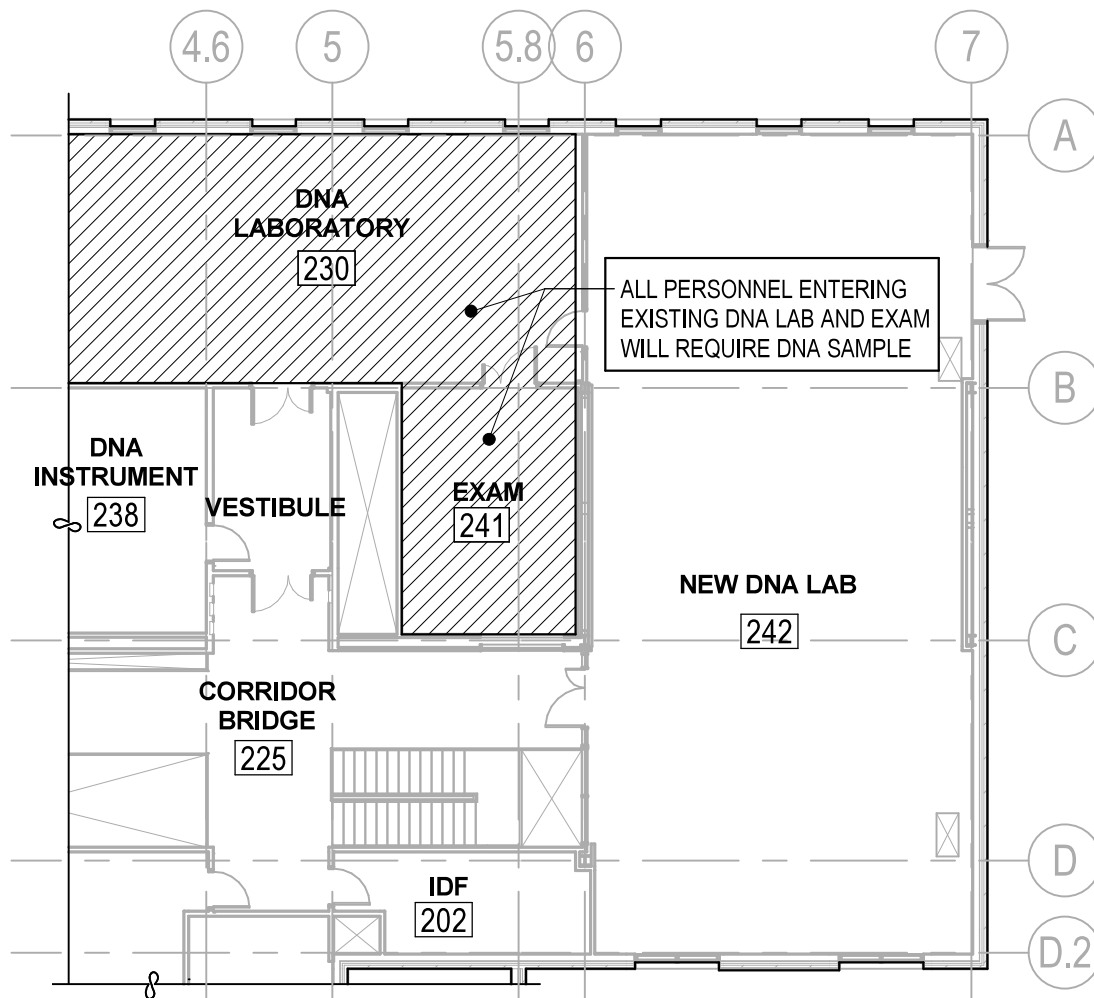 4.6
5
5.8
6
7
A
B
C
D
D.2
DNA
LABORATORY
230
ALL PERSONNEL ENTERING
EXISTING DNA LAB AND EXAM
WILL REQUIRE DNA SAMPLE
DNA
INSTRUMENT
238
VESTIBULE
EXAM
241
NEW DNA LAB
242
CORRIDOR
BRIDGE
225
IDF
202